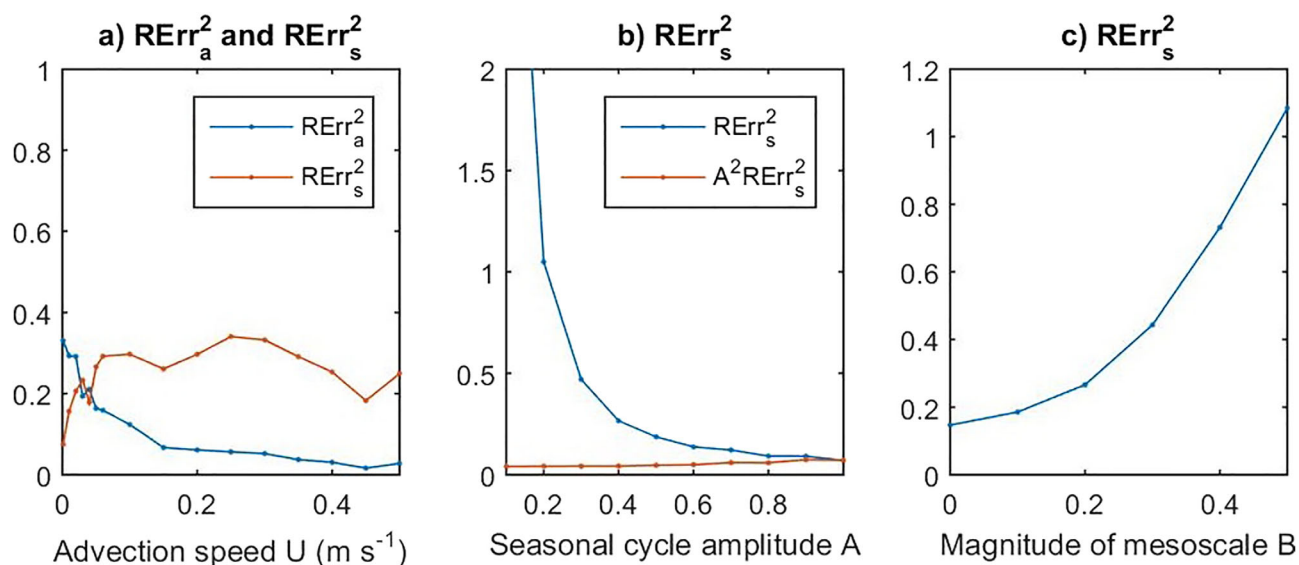 a) RErr²ₐ and RErr²ₛ
1
0.8
0.6
0.4
0.2
0
0 0.2 0.4
Advection speed U (m s⁻¹)
RErr²ₐ
RErr²ₛ
b) RErr²ₛ
2
1.5
1
0.5
0
0.2 0.4 0.6 0.8
Seasonal cycle amplitude A
RErr²ₛ
A²RErr²ₛ
c) RErr²ₛ
1.2
1
0.8
0.6
0.4
0.2
0
0 0.2 0.4
Magnitude of mesoscale B